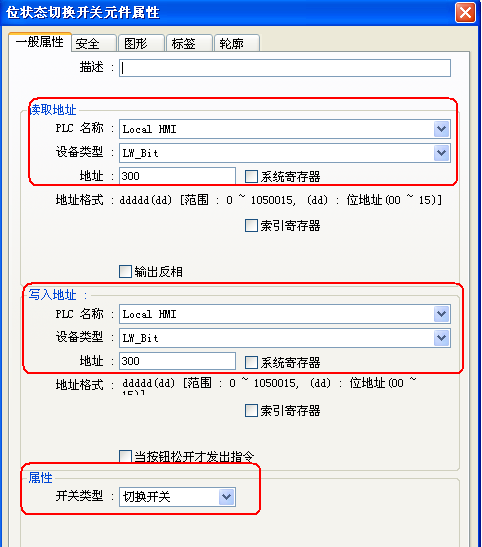 位状态切换开关元件属性
一般属性 安全 图形 标签 轮廓
描述 :
读取地址
PLC 名称 : Local HMI
设备类型 : LW_Bit
地址 : 300 系统寄存器
地址格式 : ddddd(dd) [范围 : 0 ~ 1050015, (dd) : 位地址(00 ~ 15)]
索引寄存器
输出反相
写入地址 :
PLC 名称 : Local HMI
设备类型 : LW_Bit
地址 : 300 系统寄存器
地址格式 : ddddd(dd) [范围 : 0 ~ 1050015, (dd) : 位地址(00 ~
15)]
索引寄存器
当按钮松开才发出指令
属性
开关类型 : 切换开关